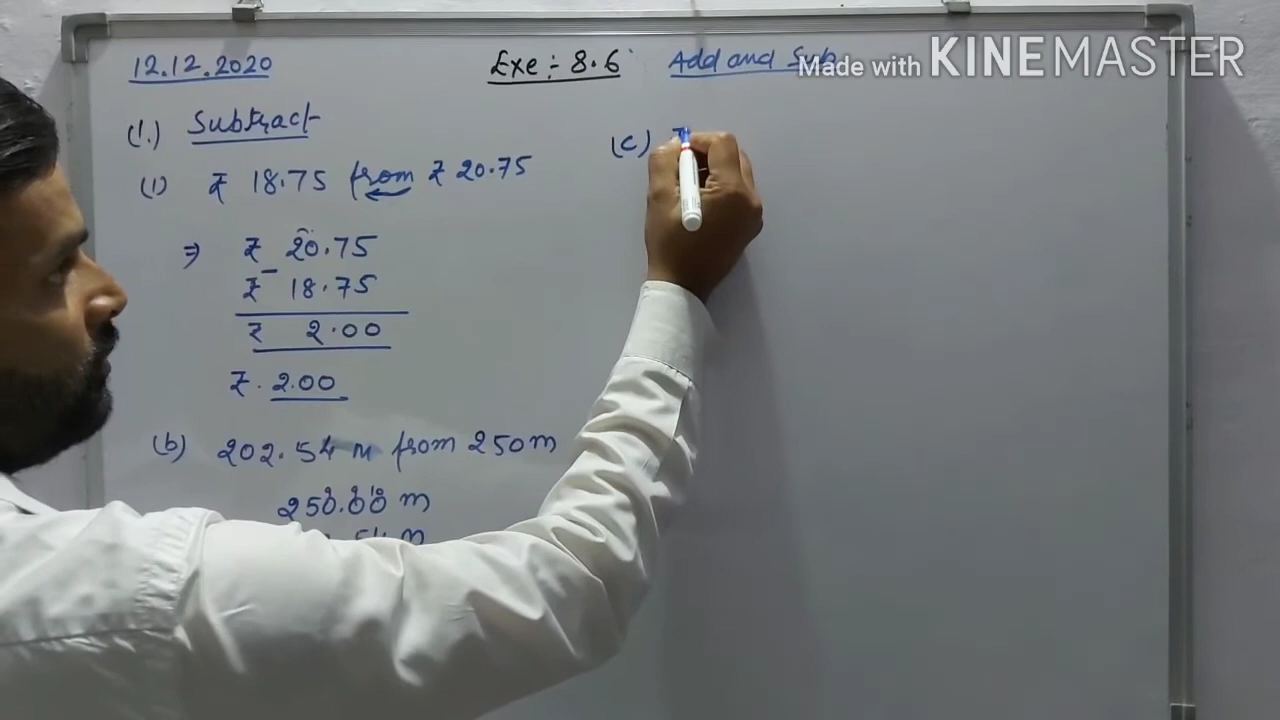 12.12.2020
Exe÷8.6
Add and Sub
Made with KINEMASTER
(1.) Subtract
(1) ₹ 18.75 from ₹ 20.75
⇒ ₹ 20.75
- ₹ 18.75
₹ 2.00
₹. 2.00
(b) 202.54 m from 250m
250.00 m
m
(c) ₹